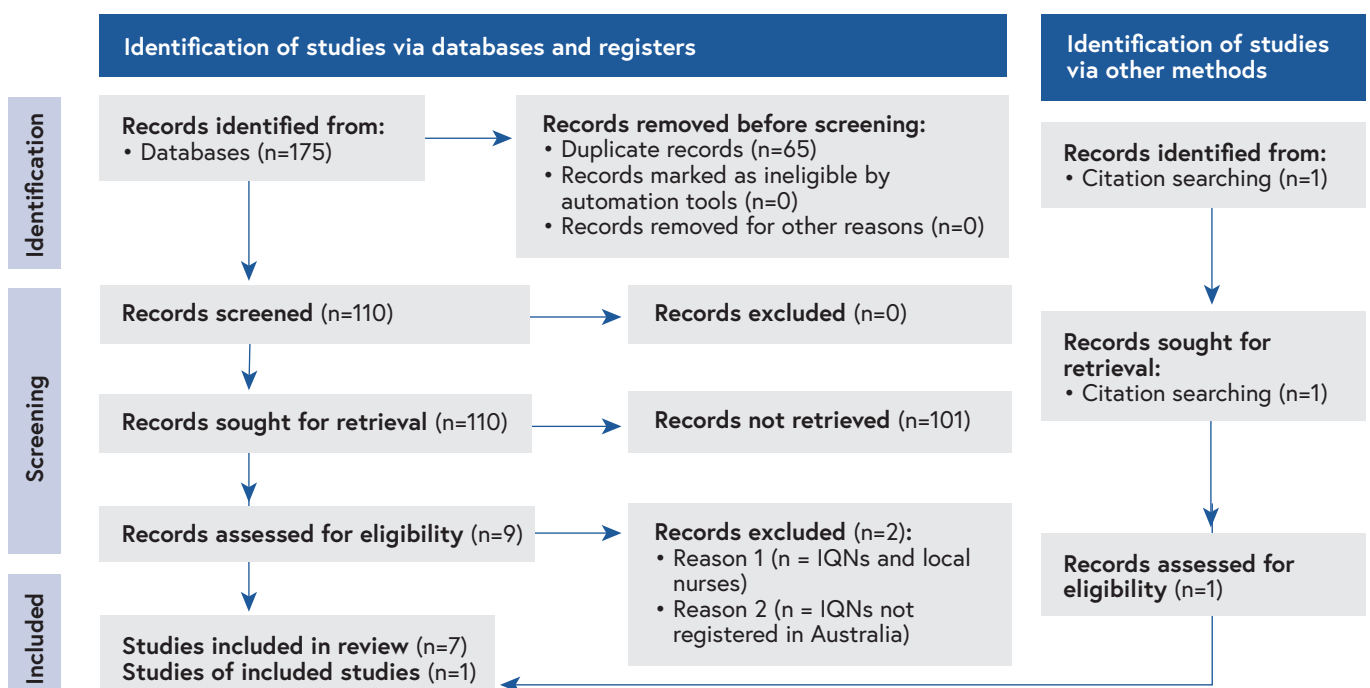 Identification of studies via databases and registers
Identification of studies
via other methods
Identification
Records identified from:
• Databases (n=175)
Records removed before screening:
• Duplicate records (n=65)
• Records marked as ineligible by
automation tools (n=0)
• Records removed for other reasons (n=0)
Records identified from:
• Citation searching (n=1)
Screening
Records screened (n=110)
Records excluded (n=0)
Records sought for retrieval (n=110)
Records not retrieved (n=101)
Records sought for
retrieval:
• Citation searching (n=1)
Records assessed for eligibility (n=9)
Records excluded (n=2):
• Reason 1 (n = IQNs and local
nurses)
• Reason 2 (n = IQNs not
registered in Australia)
Records assessed for
eligibility (n=1)
Included
Studies included in review (n=7)
Studies of included studies (n=1)